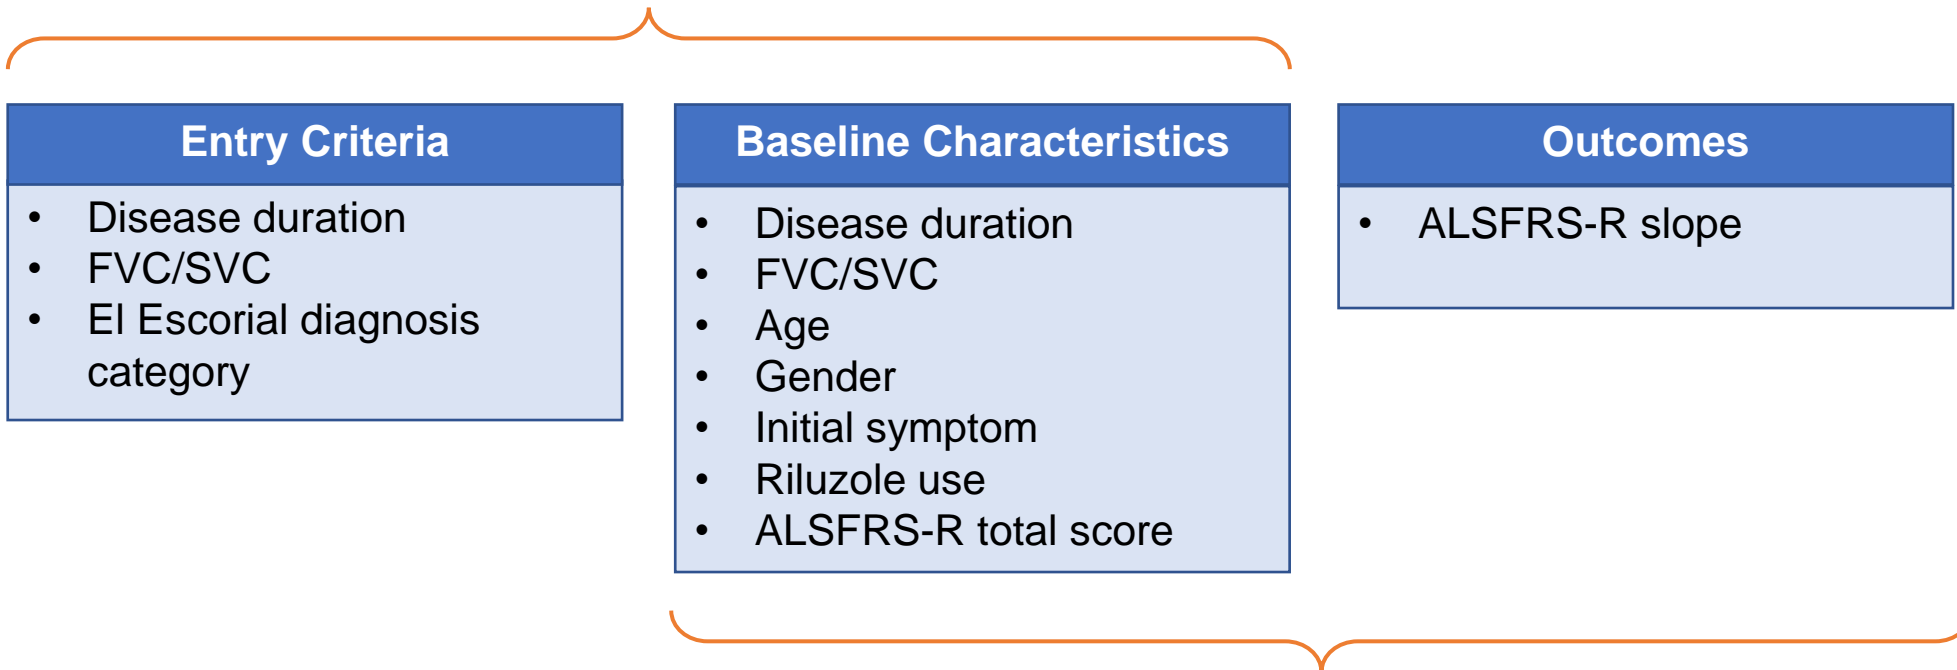 Entry Criteria
• Disease duration
• FVC/SVC
• El Escorial diagnosis
category
Baseline Characteristics
• Disease duration
• FVC/SVC
• Age
• Gender
• Initial symptom
• Riluzole use
• ALSFRS-R total score
Outcomes
• ALSFRS-R slope